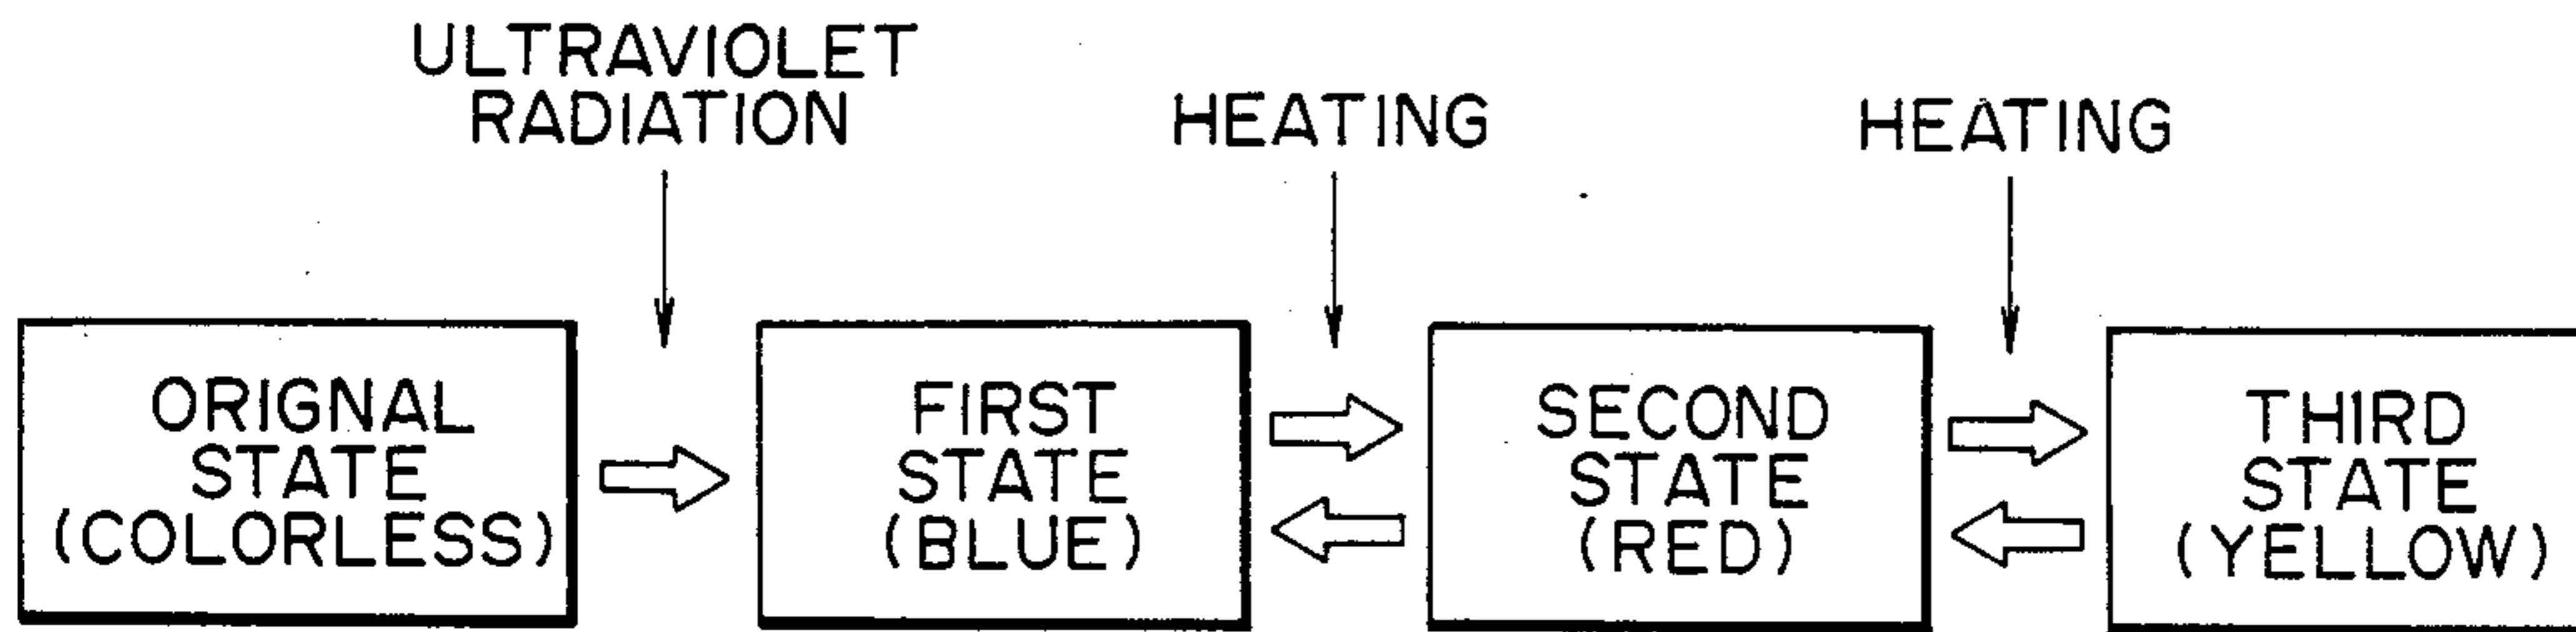 ULTRAVIOLET
RADIATION
HEATING
HEATING
ORIGNAL
STATE
(COLORLESS)
FIRST
STATE
(BLUE)
SECOND
STATE
(RED)
THIRD
STATE
(YELLOW)